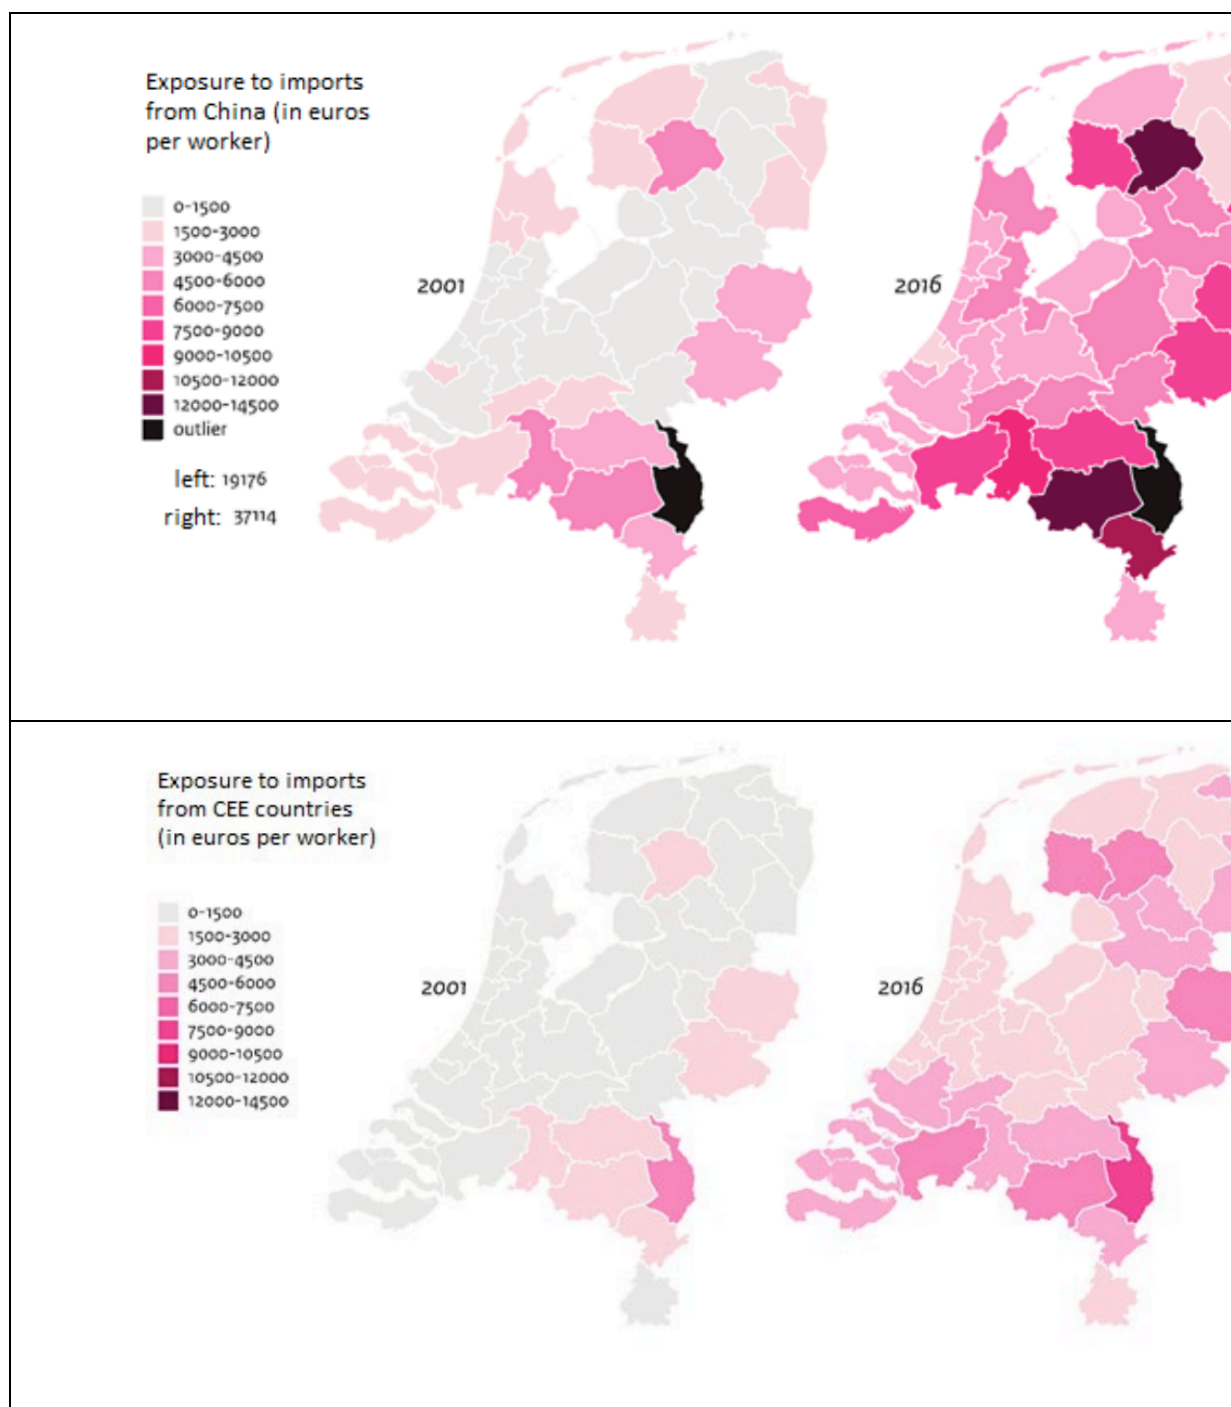 Exposure to imports
from China (in euros
per worker)
0-1500
1500-3000
3000-4500
4500-6000
6000-7500
7500-9000
9000-10500
10500-12000
12000-14500
outlier
left: 19176
right: 37114
2001
2016
Exposure to imports
from CEE countries
(in euros per worker)
0-1500
1500-3000
3000-4500
4500-6000
6000-7500
7500-9000
9000-10500
10500-12000
12000-14500
2001
2016